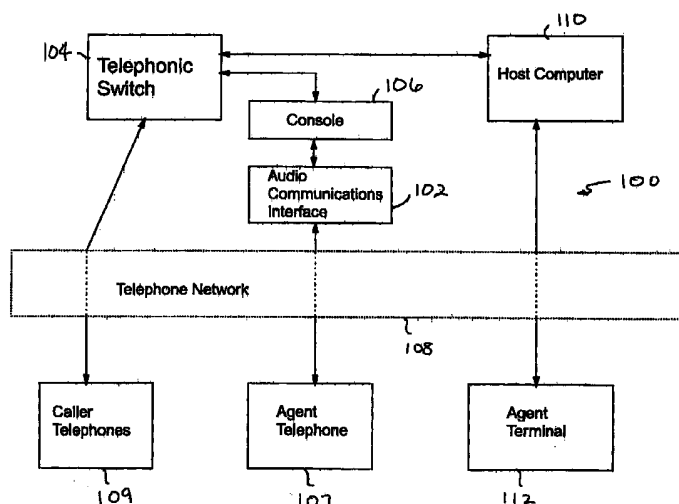 110
104
Telephonic
Switch
Host Computer
106
Console
Audio
Communications
Interface
102
100
Telephone Network
108
Caller
Telephones
Agent
Telephone
Agent
Terminal
109
107
112